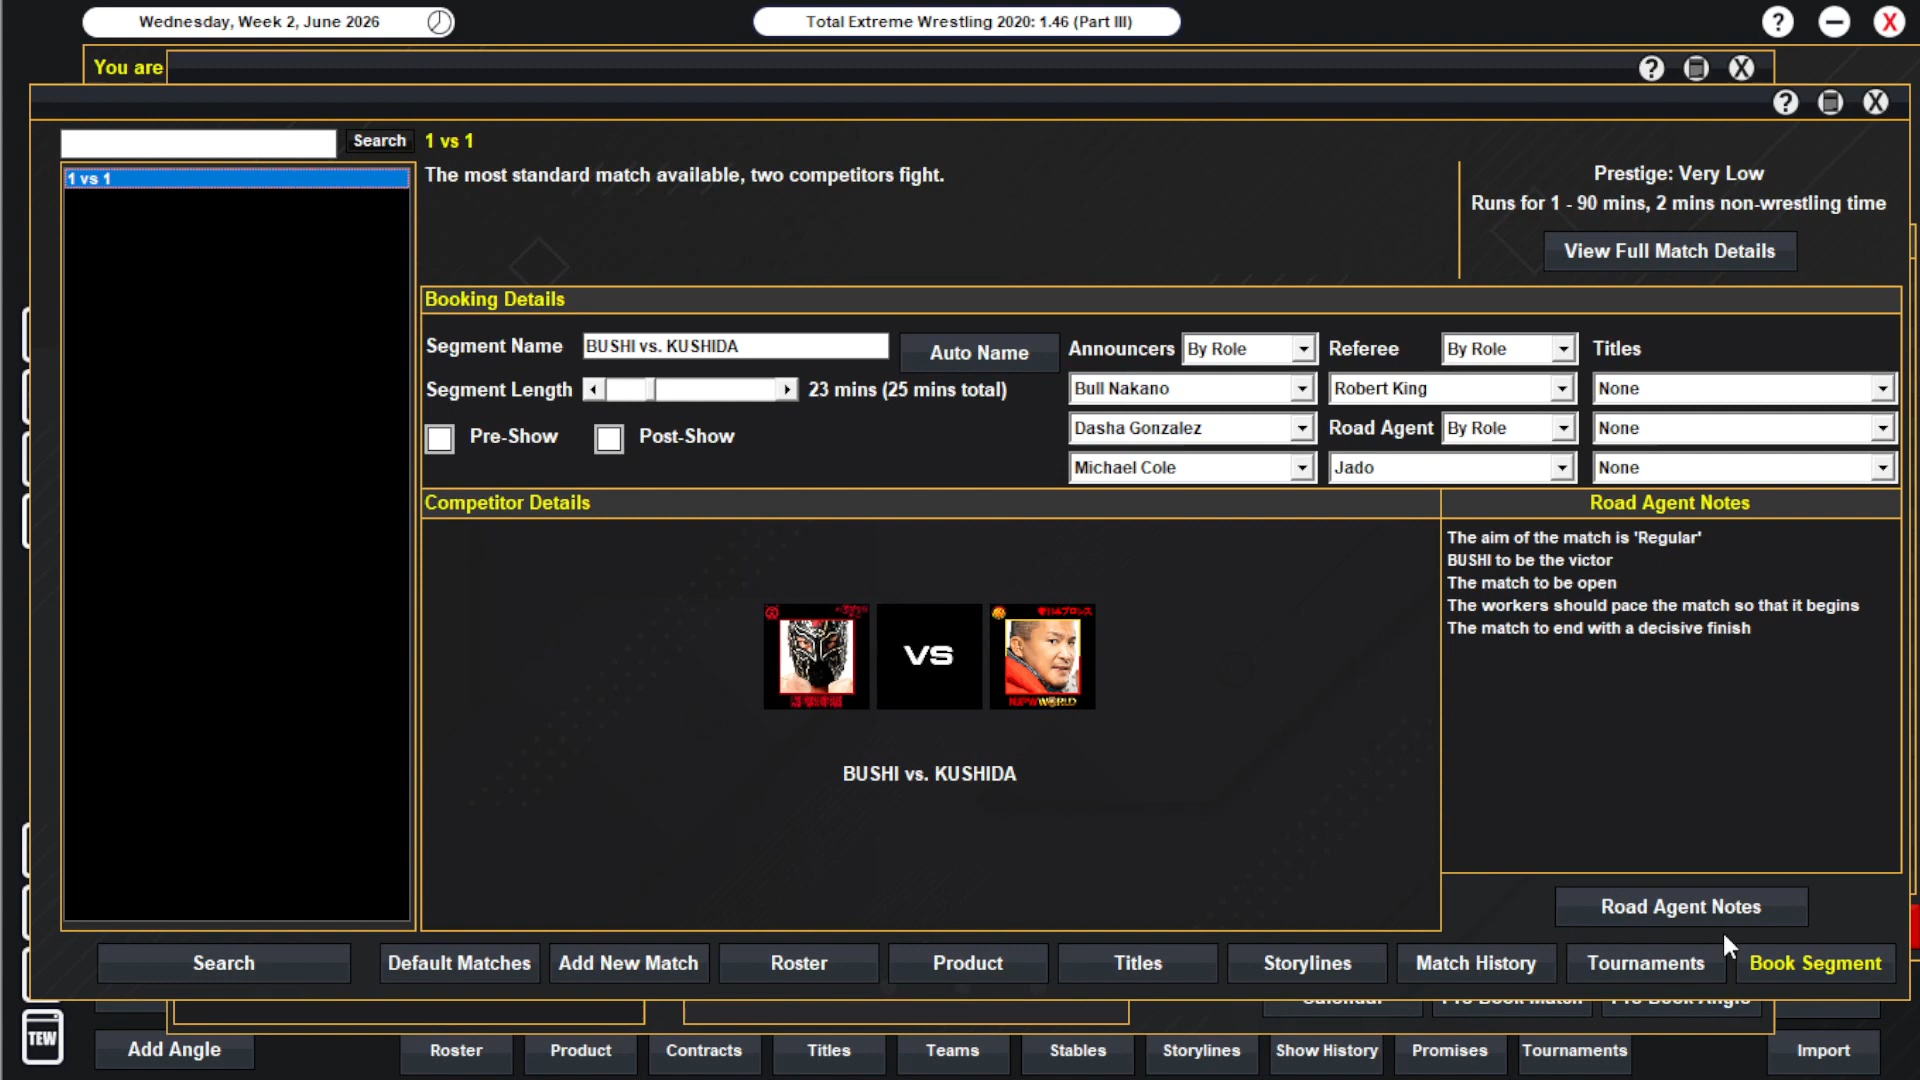 Wednesday, Week 2, June 2026
Total Extreme Wrestling 2020: 1.46 (Part III)
You are
Search
1 vs 1
1 vs 1
The most standard match available, two competitors fight.
Prestige: Very Low
Runs for 1 - 90 mins, 2 mins non-wrestling time
View Full Match Details
Booking Details
Segment Name
BUSHI vs. KUSHIDA
Auto Name
Announcers
By Role
Referee
By Role
Titles
Segment Length
23 mins (25 mins total)
Bull Nakano
Robert King
None
Pre-Show
Post-Show
Dasha Gonzalez
Road Agent
By Role
None
Michael Cole
Jado
None
Competitor Details
Road Agent Notes
The aim of the match is 'Regular'
BUSHI to be the victor
The match to be open
The workers should pace the match so that it begins
The match to end with a decisive finish
VS
NJPWWORLD
BUSHI vs. KUSHIDA
Road Agent Notes
Search
Default Matches
Add New Match
Roster
Product
Titles
Storylines
Match History
Tournaments
Book Segment
Calendar
Pre Book Match
Pre Book Angle
TEW
Add Angle
Roster
Product
Contracts
Titles
Teams
Stables
Storylines
Show History
Promises
Tournaments
Import